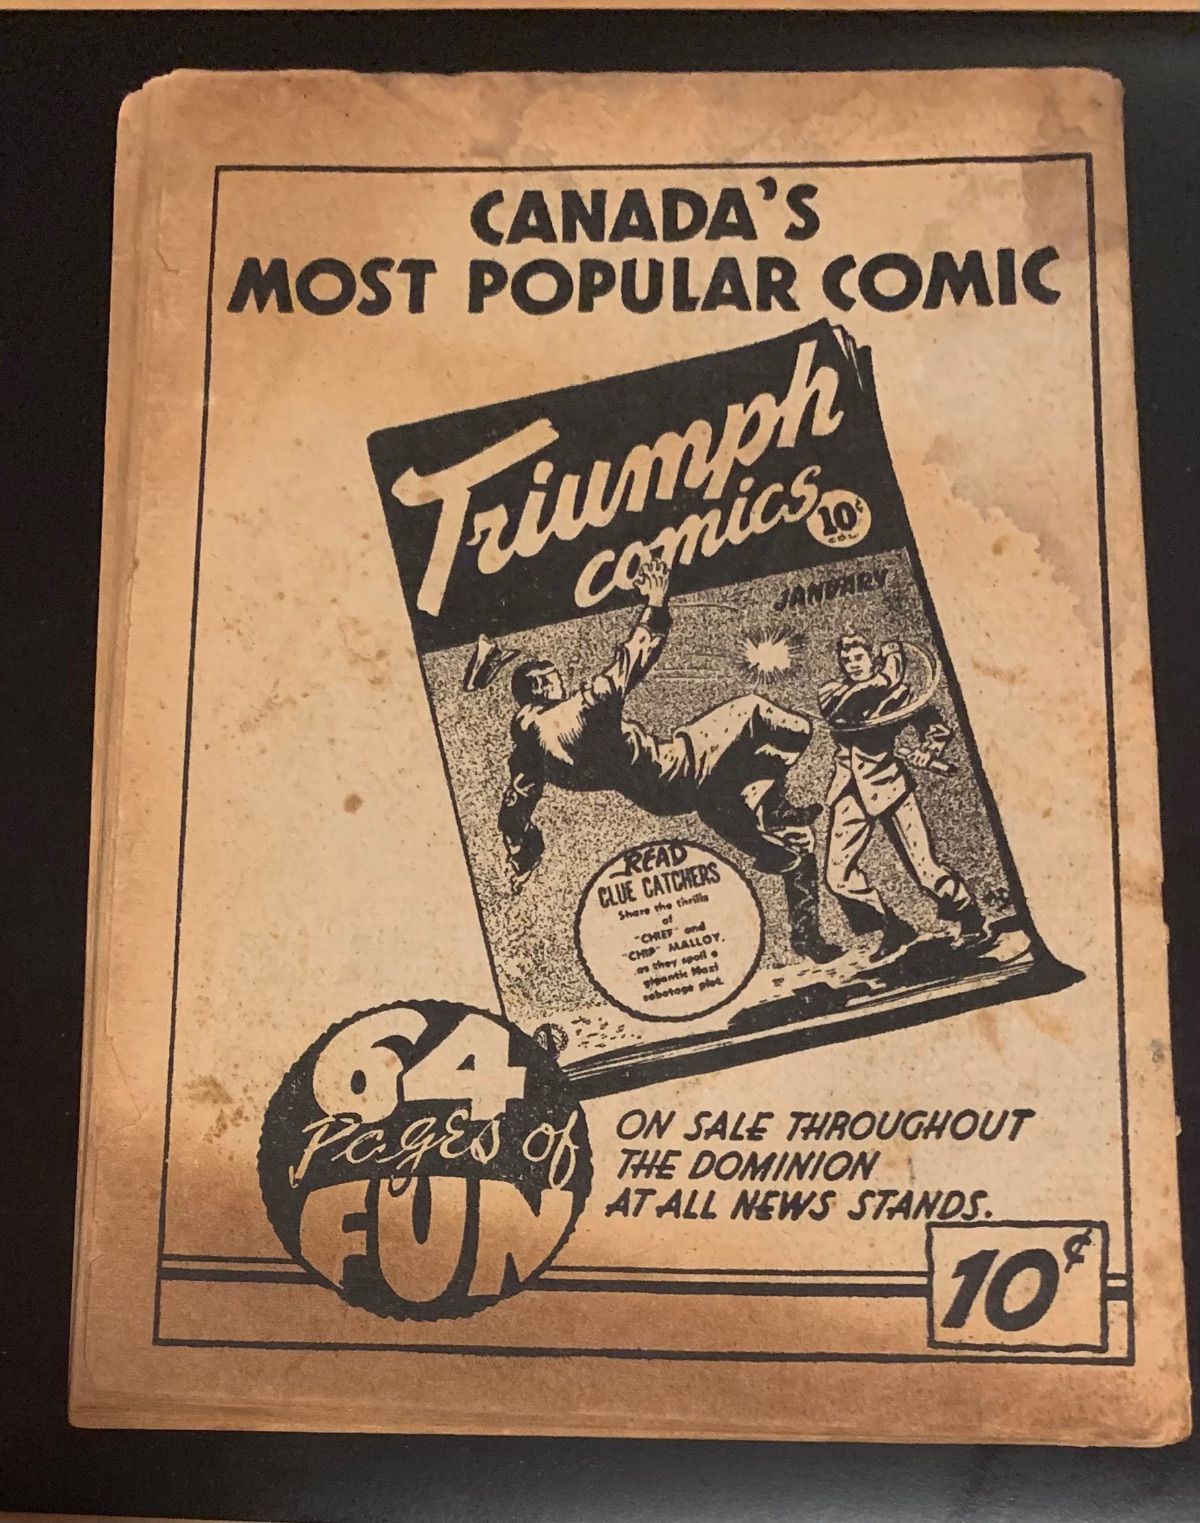 CANADA'S
MOST POPULAR COMIC
Triumph
comics
10¢
COL.
JANUARY
READ
CLUE CATCHERS
Share the thrills
of
"CHIEF" and
"CHIP" MALLOY,
as they spoil a
gigantic Nazi
sabotage plot.
64
Pages of
FUN
ON SALE THROUGHOUT
THE DOMINION
AT ALL NEWS STANDS.
10¢